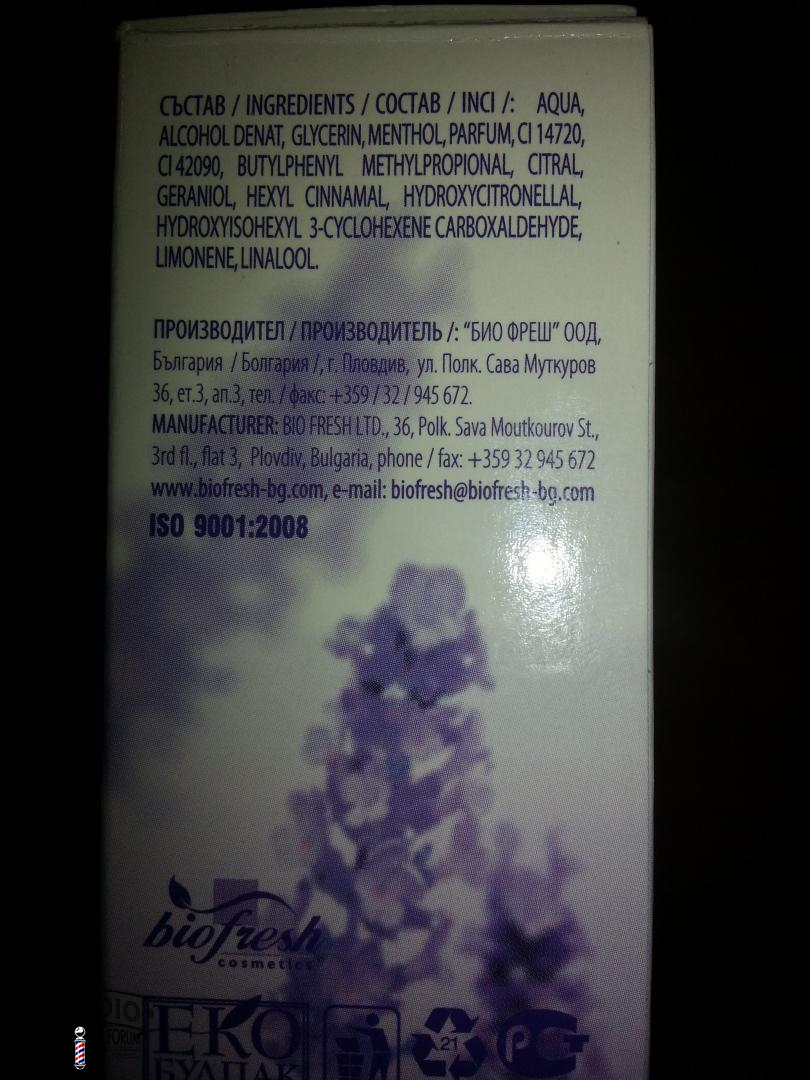 СЪСТАВ / INGREDIENTS / СОСТАВ / INCI /: AQUA,
ALCOHOL DENAT, GLYCERIN, MENTHOL, PARFUM, CI 14720,
CI 42090, BUTYLPHENYL METHYLPROPIONAL, CITRAL,
GERANIOL, HEXYL CINNAMAL, HYDROXYCITRONELLAL,
HYDROXYISOHEXYL 3-CYCLOHEXENE CARBOXALDEHYDE,
LIMONENE, LINALOOL.
ПРОИЗВОДИТЕЛ / ПРОИЗВОДИТЕЛЬ /: "БИО ФРЕШ" ООД,
България / Болгария /, г. Пловдив, ул. Полк. Сава Муткуров
36, ет.3, ап.3, тел. / факс: +359 / 32 / 945 672.
MANUFACTURER: BIO FRESH LTD., 36, Polk. Sava Moutkourov St.,
3rd fl., flat 3, Plovdiv, Bulgaria, phone / fax: +359 32 945 672
www.biofresh-bg.com, e-mail: biofresh@biofresh-bg.com
ISO 9001:2008
biofresh
cosmetics
ЕКО
БУЛПАК
21
FORUM